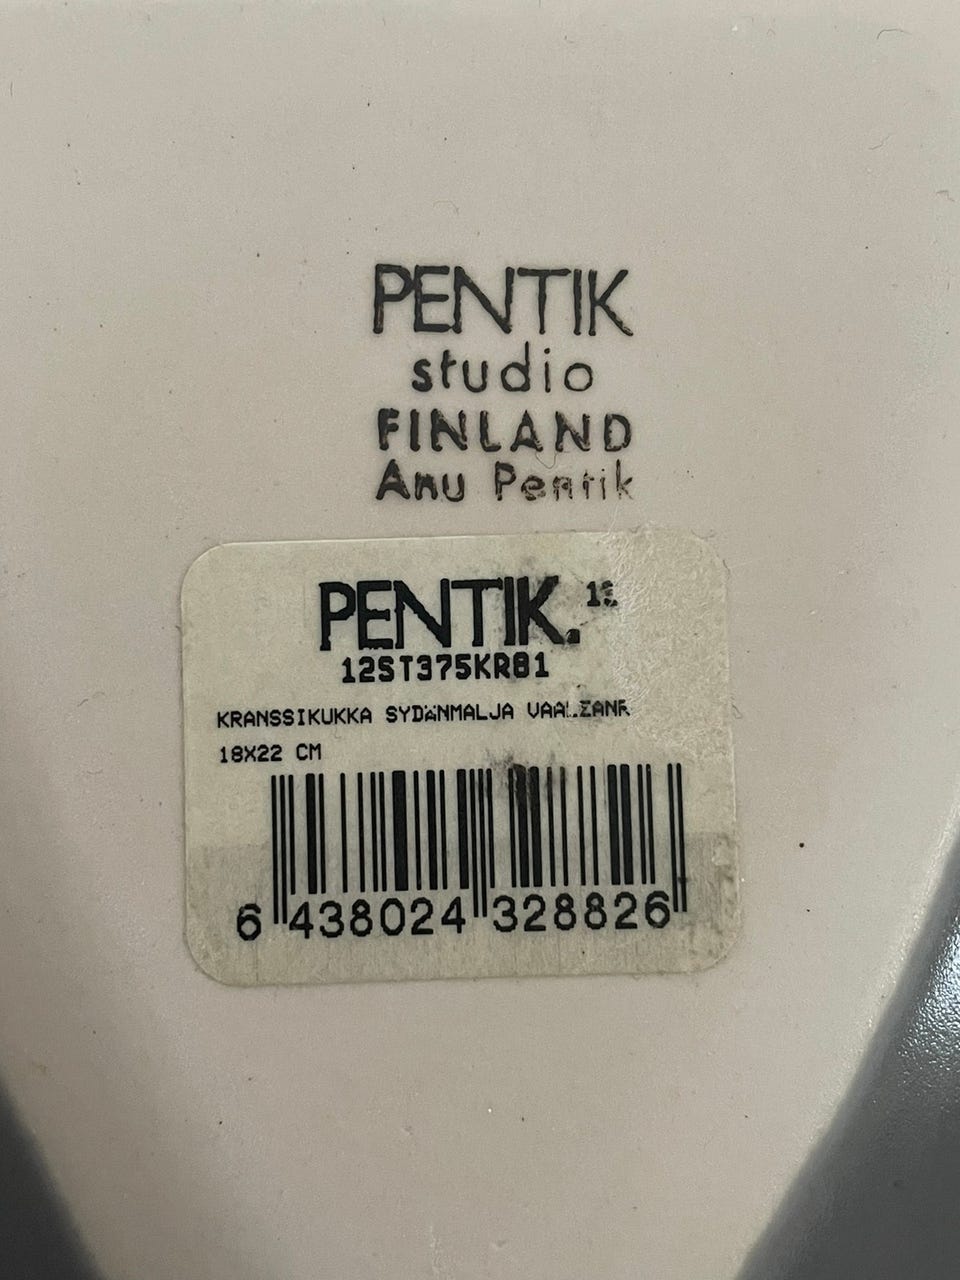 PENTIK
studio
FINLAND
Anu Pentik
PENTIK.
12ST375KR81
KRANSSIKUKKA SYDÄNMALJA
18X22 CM
6 438024 328826